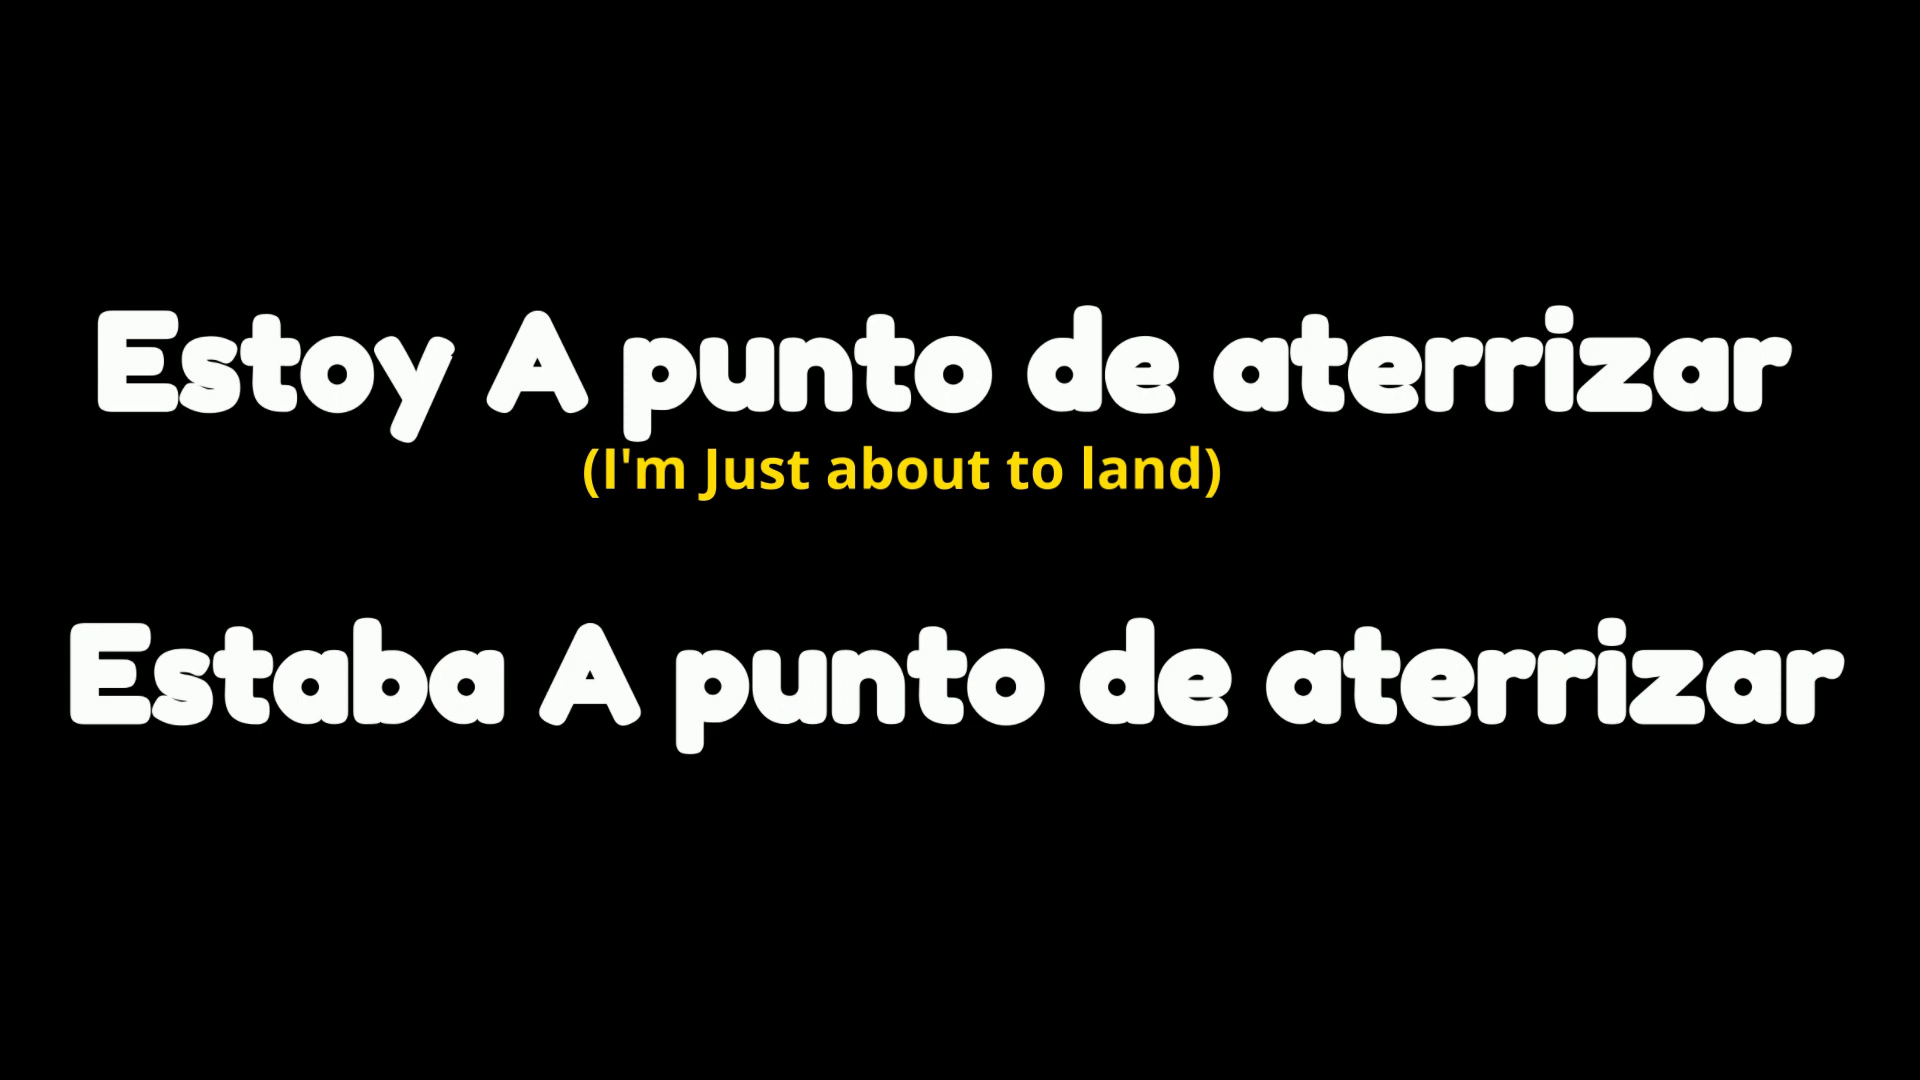 Estoy A punto de aterrizar
(I'm Just about to land)
Estaba A punto de aterrizar